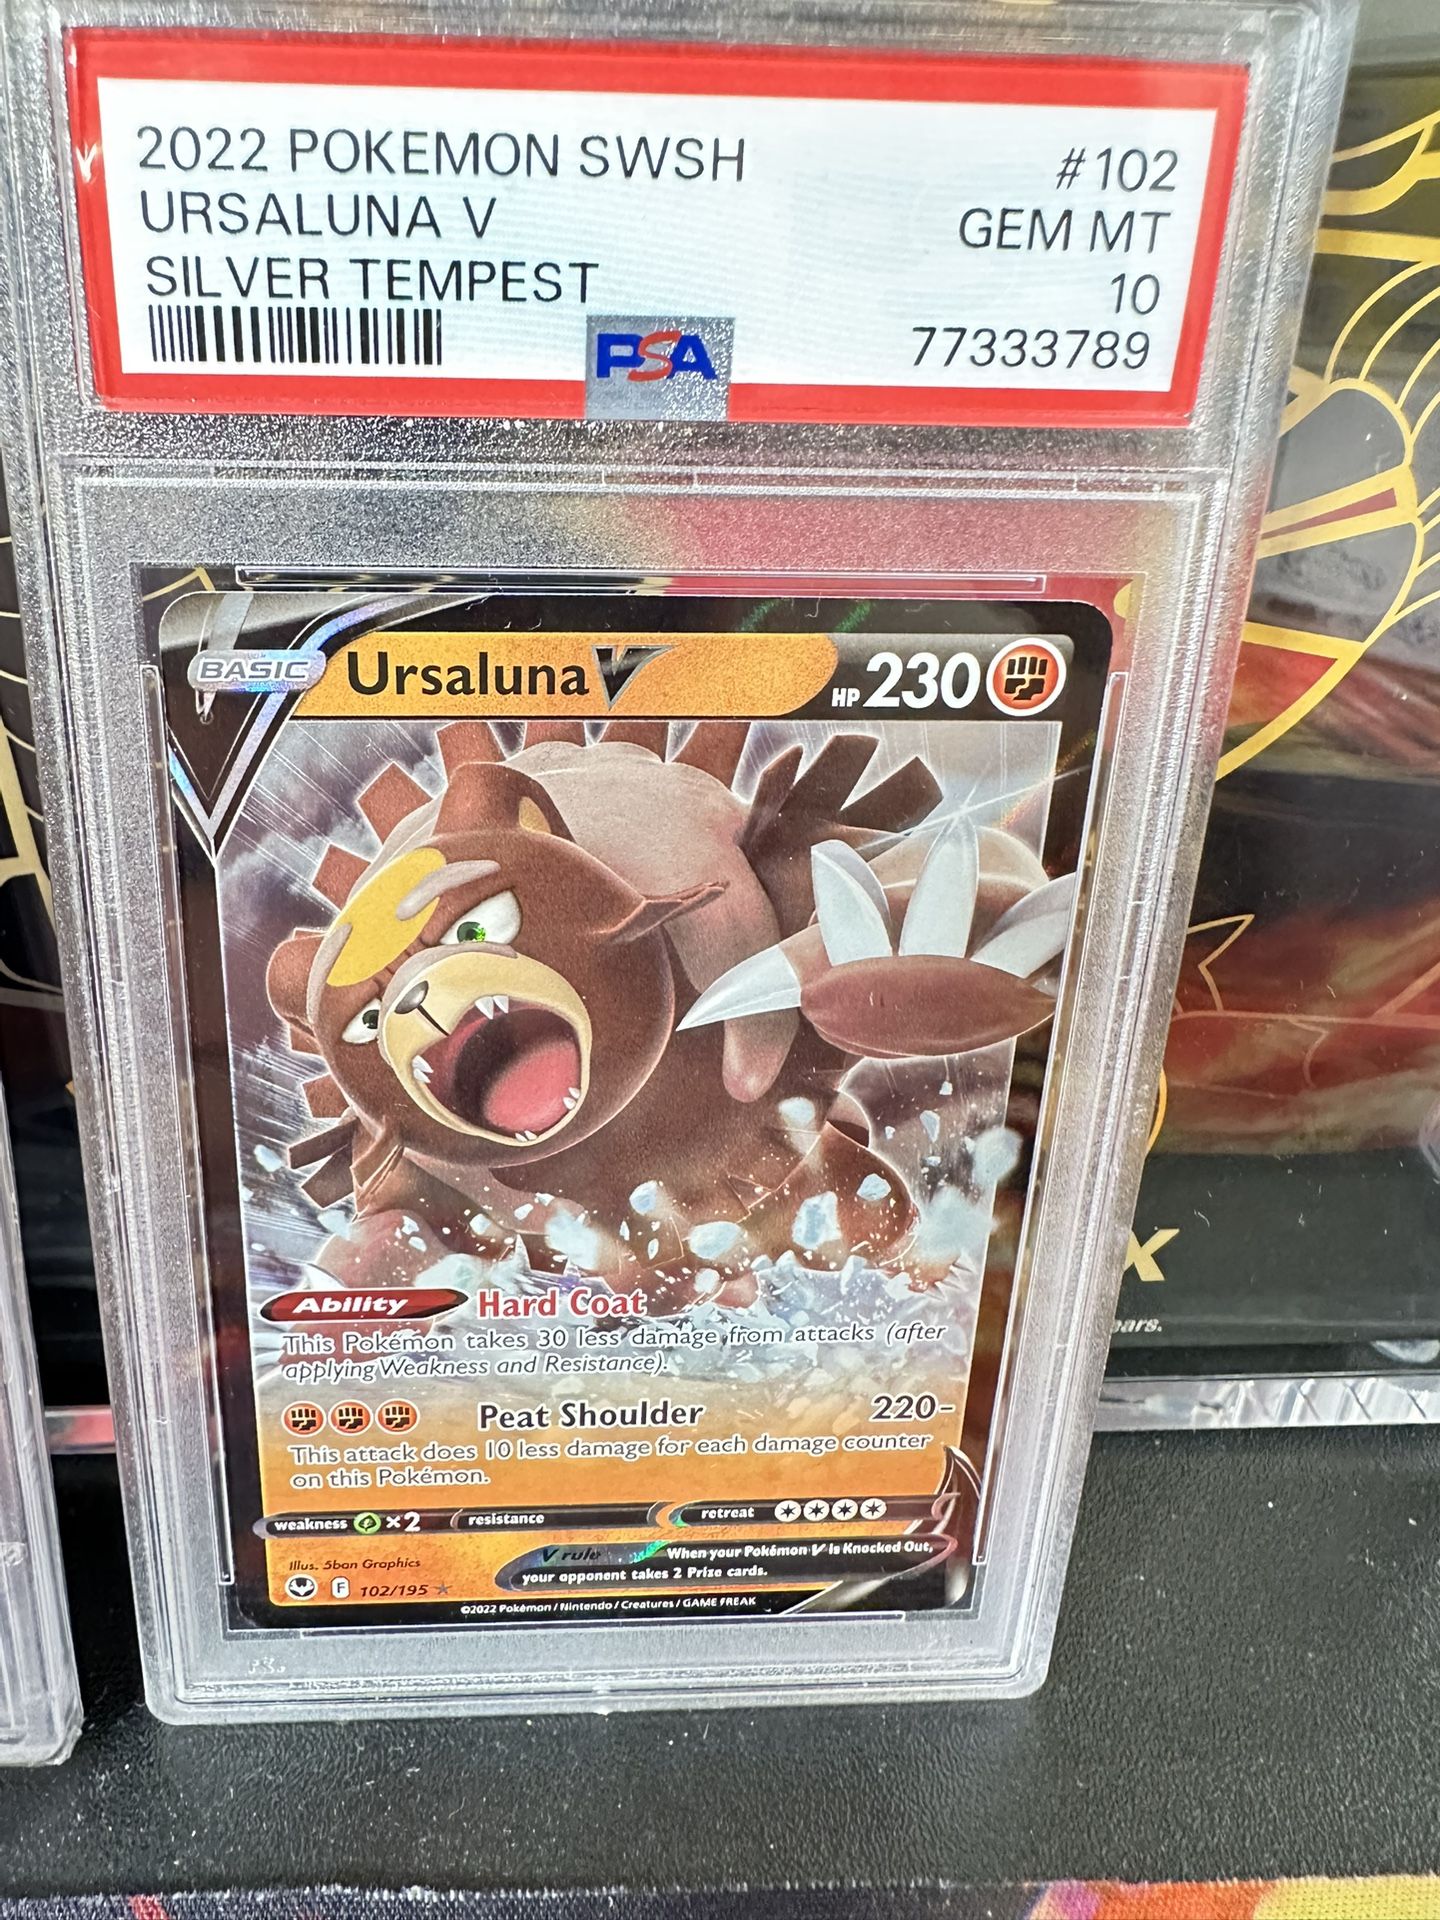 2022 POKEMON SWSH #102
URSALUNA V GEM MT
SILVER TEMPEST 10
PSA 77333789
BASIC Ursaluna V HP 230
Ability Hard Coat
This Pokémon takes 30 less damage from attacks (after
applying Weakness and Resistance).
Peat Shoulder 220-
This attack does 10 less damage for each damage counter
on this Pokémon.
weakness ×2 resistance retreat
V rule When your Pokémon V is Knocked Out,
your opponent takes 2 Prize cards.
Illus. 5ban Graphics
F 102/195 ★
©2022 Pokémon / Nintendo / Creatures / GAME FREAK